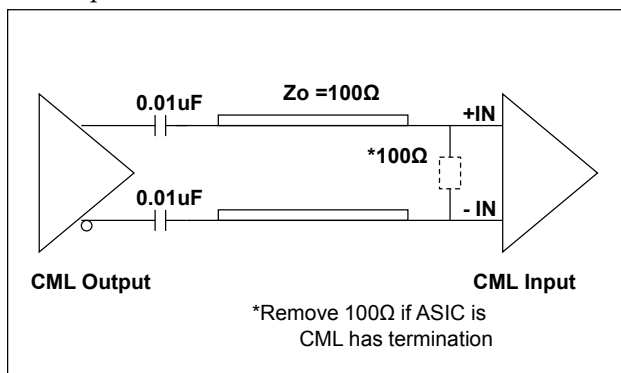 0.01uF
Zo =100Ω
+IN
*100Ω
0.01uF
- IN
CML Output
CML Input
*Remove 100Ω if ASIC is
CML has termination